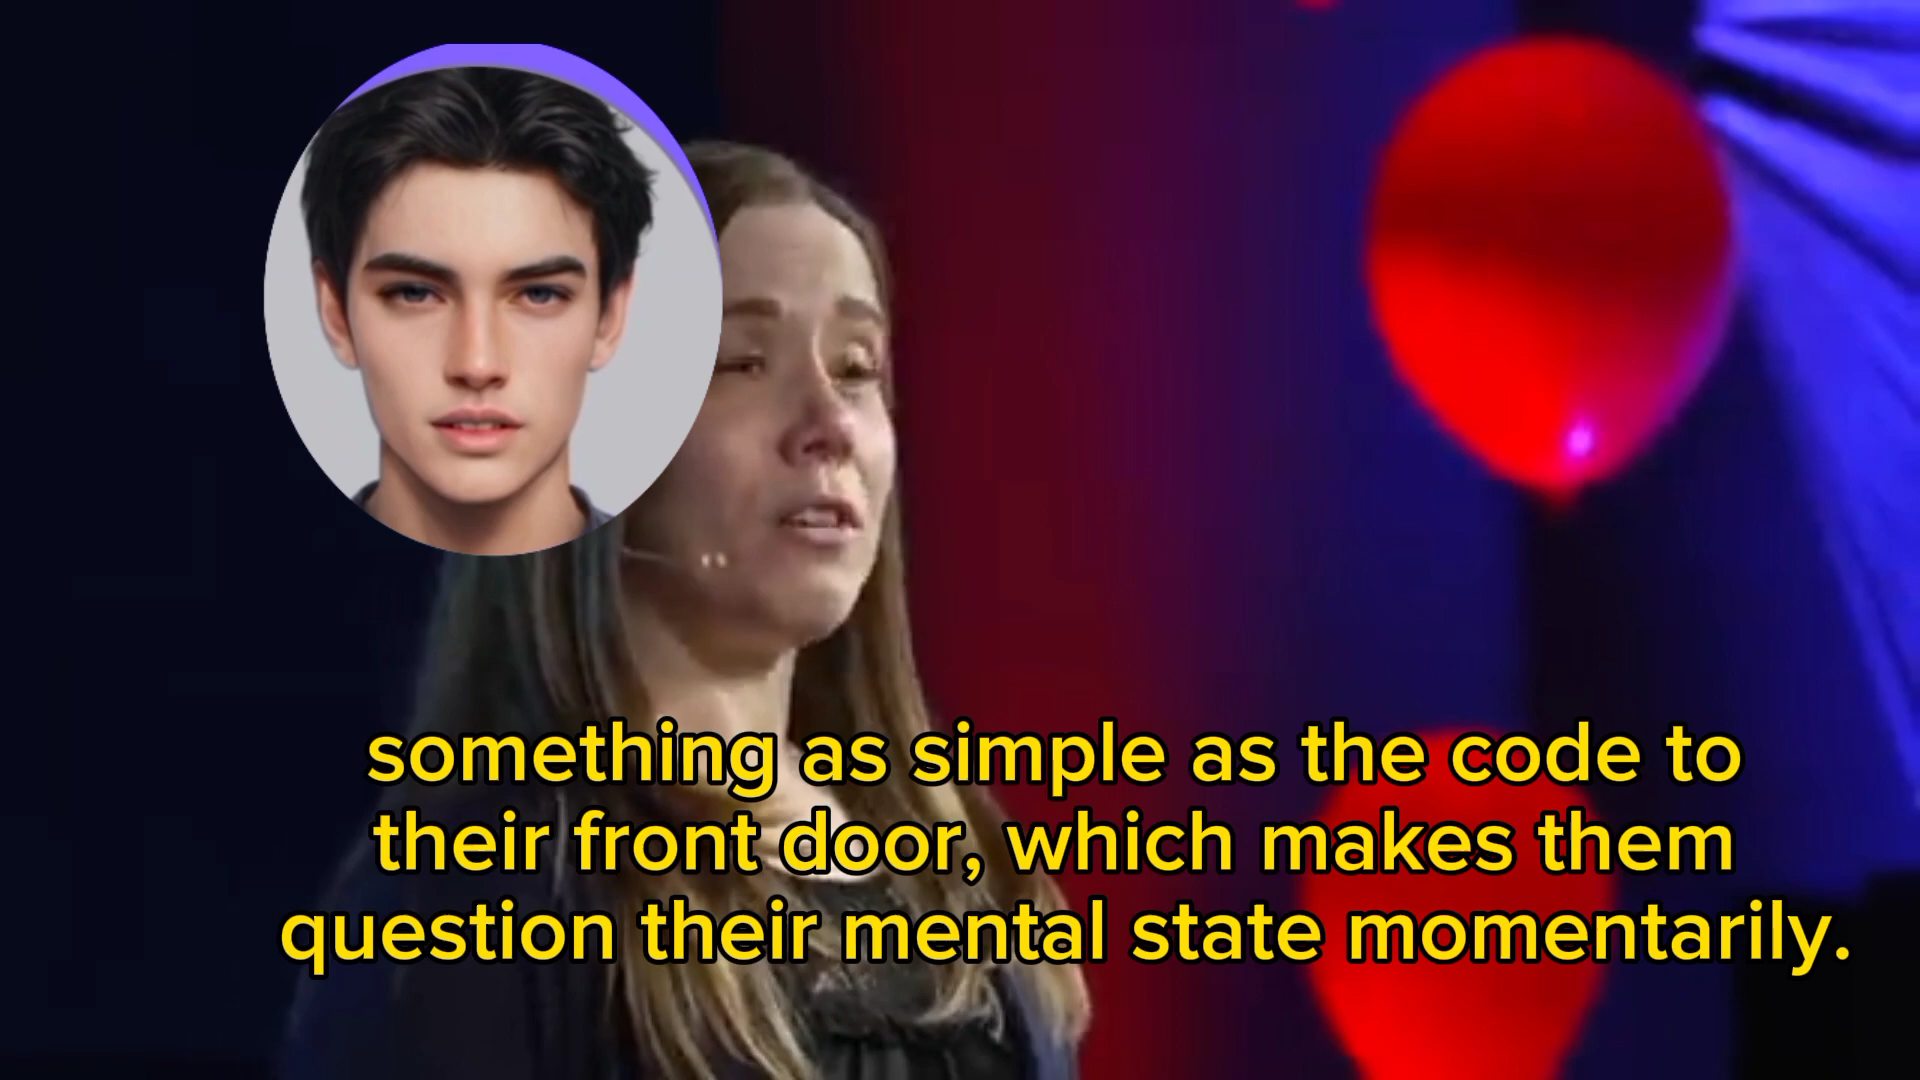 something as simple as the code to
their front door, which makes them
question their mental state momentarily.